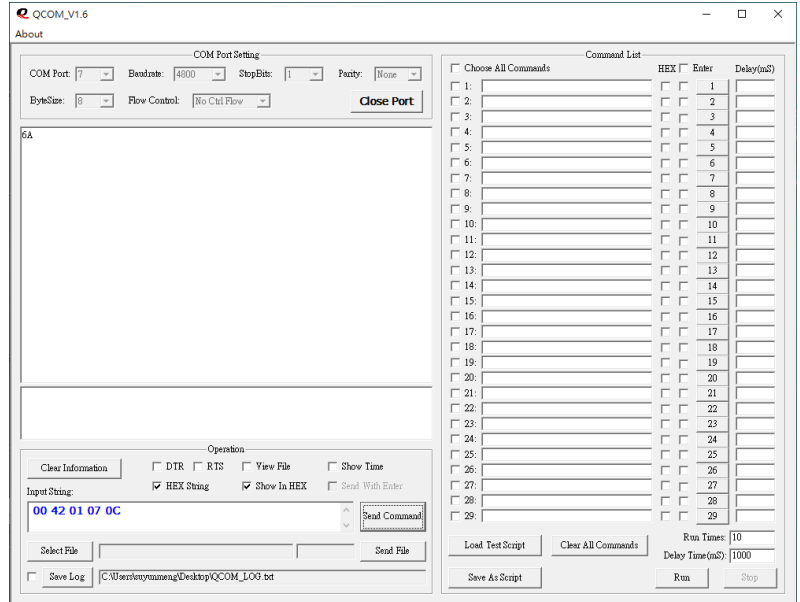 QCOM_V1.6
About
COM Port Setting
COM Port: 7 Baudrate: 4800 StopBits: 1 Parity: None
ByteSize: 8 Flow Control: No Ctrl Flow Close Port
6A
Operation
Clear Information DTR RTS View File Show Time
HEX String Show In HEX Send With Enter
Input String:
00 42 01 07 0C
Send Command
Select File Send File
Save Log C:\Users\suyunmeng\Desktop\QCOM_LOG.txt
Command List
Choose All Commands HEX Enter Delay(mS)
1: 1
2: 2
3: 3
4: 4
5: 5
6: 6
7: 7
8: 8
9: 9
10: 10
11: 11
12: 12
13: 13
14: 14
15: 15
16: 16
17: 17
18: 18
19: 19
20: 20
21: 21
22: 22
23: 23
24: 24
25: 25
26: 26
27: 27
28: 28
29: 29
Load Test Script Clear All Commands Run Times: 10
Delay Time(mS): 1000
Save As Script Run Stop